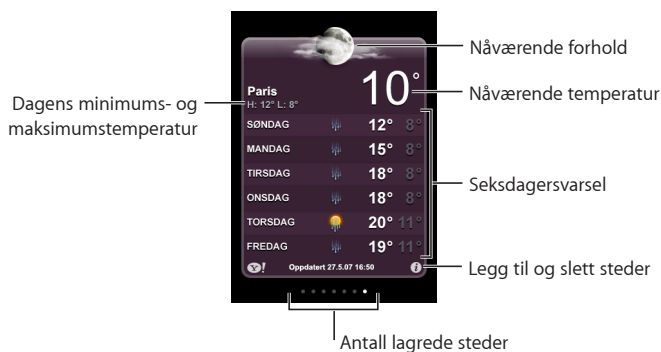 Nåværende forhold
Paris
H: 12° L: 8°
10°
Nåværende temperatur
Dagens minimums- og
maksimumstemperatur
SØNDAG 12° 8°
MANDAG 15° 8°
TIRSDAG 18° 8°
ONSDAG 18° 8°
TORSDAG 20° 11°
FREDAG 19° 11°
Seksdagersvarsel
Y! Oppdatert 27.5.07 16:50 i
Legg til og slett steder
Antall lagrede steder